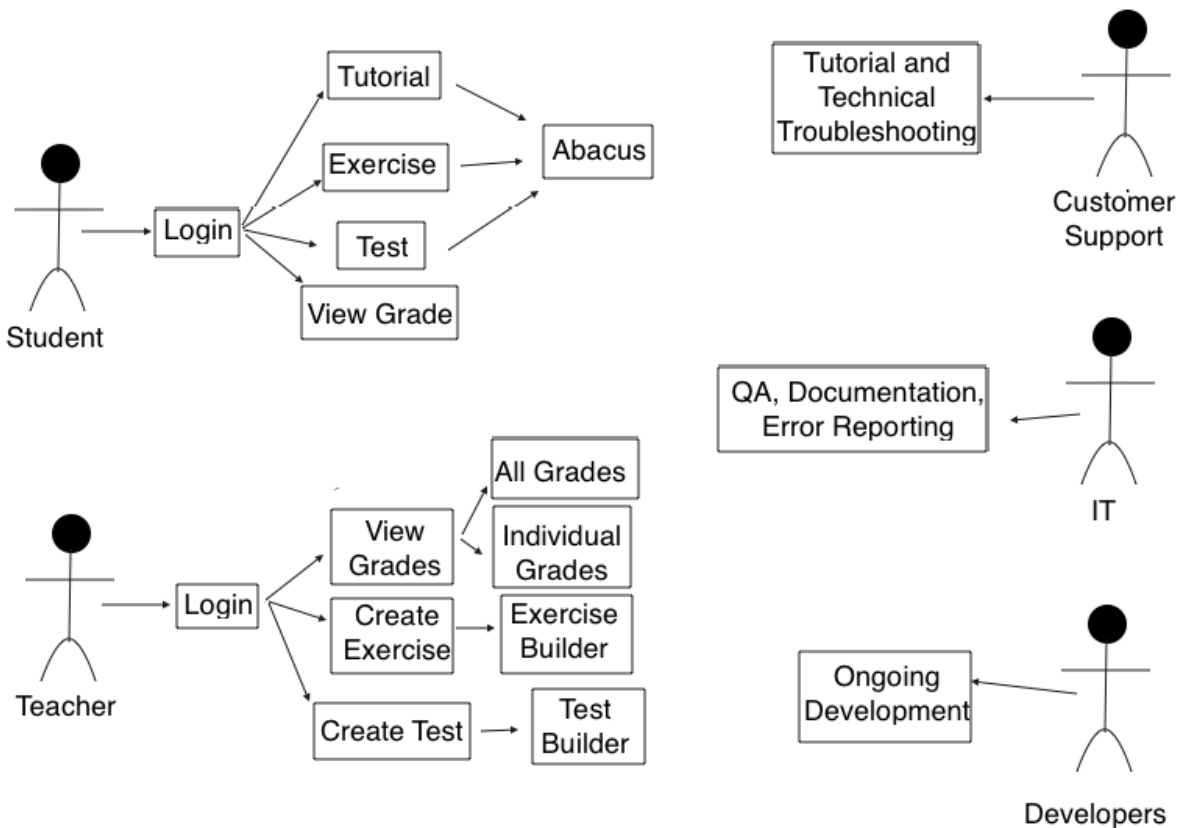 Tutorial
Exercise
Abacus
Login
Test
View Grade
Student
Tutorial and
Technical
Troubleshooting
Customer
Support
QA, Documentation,
Error Reporting
IT
All Grades
View
Grades
Individual
Grades
Login
Create
Exercise
Exercise
Builder
Create Test
Test
Builder
Teacher
Ongoing
Development
Developers